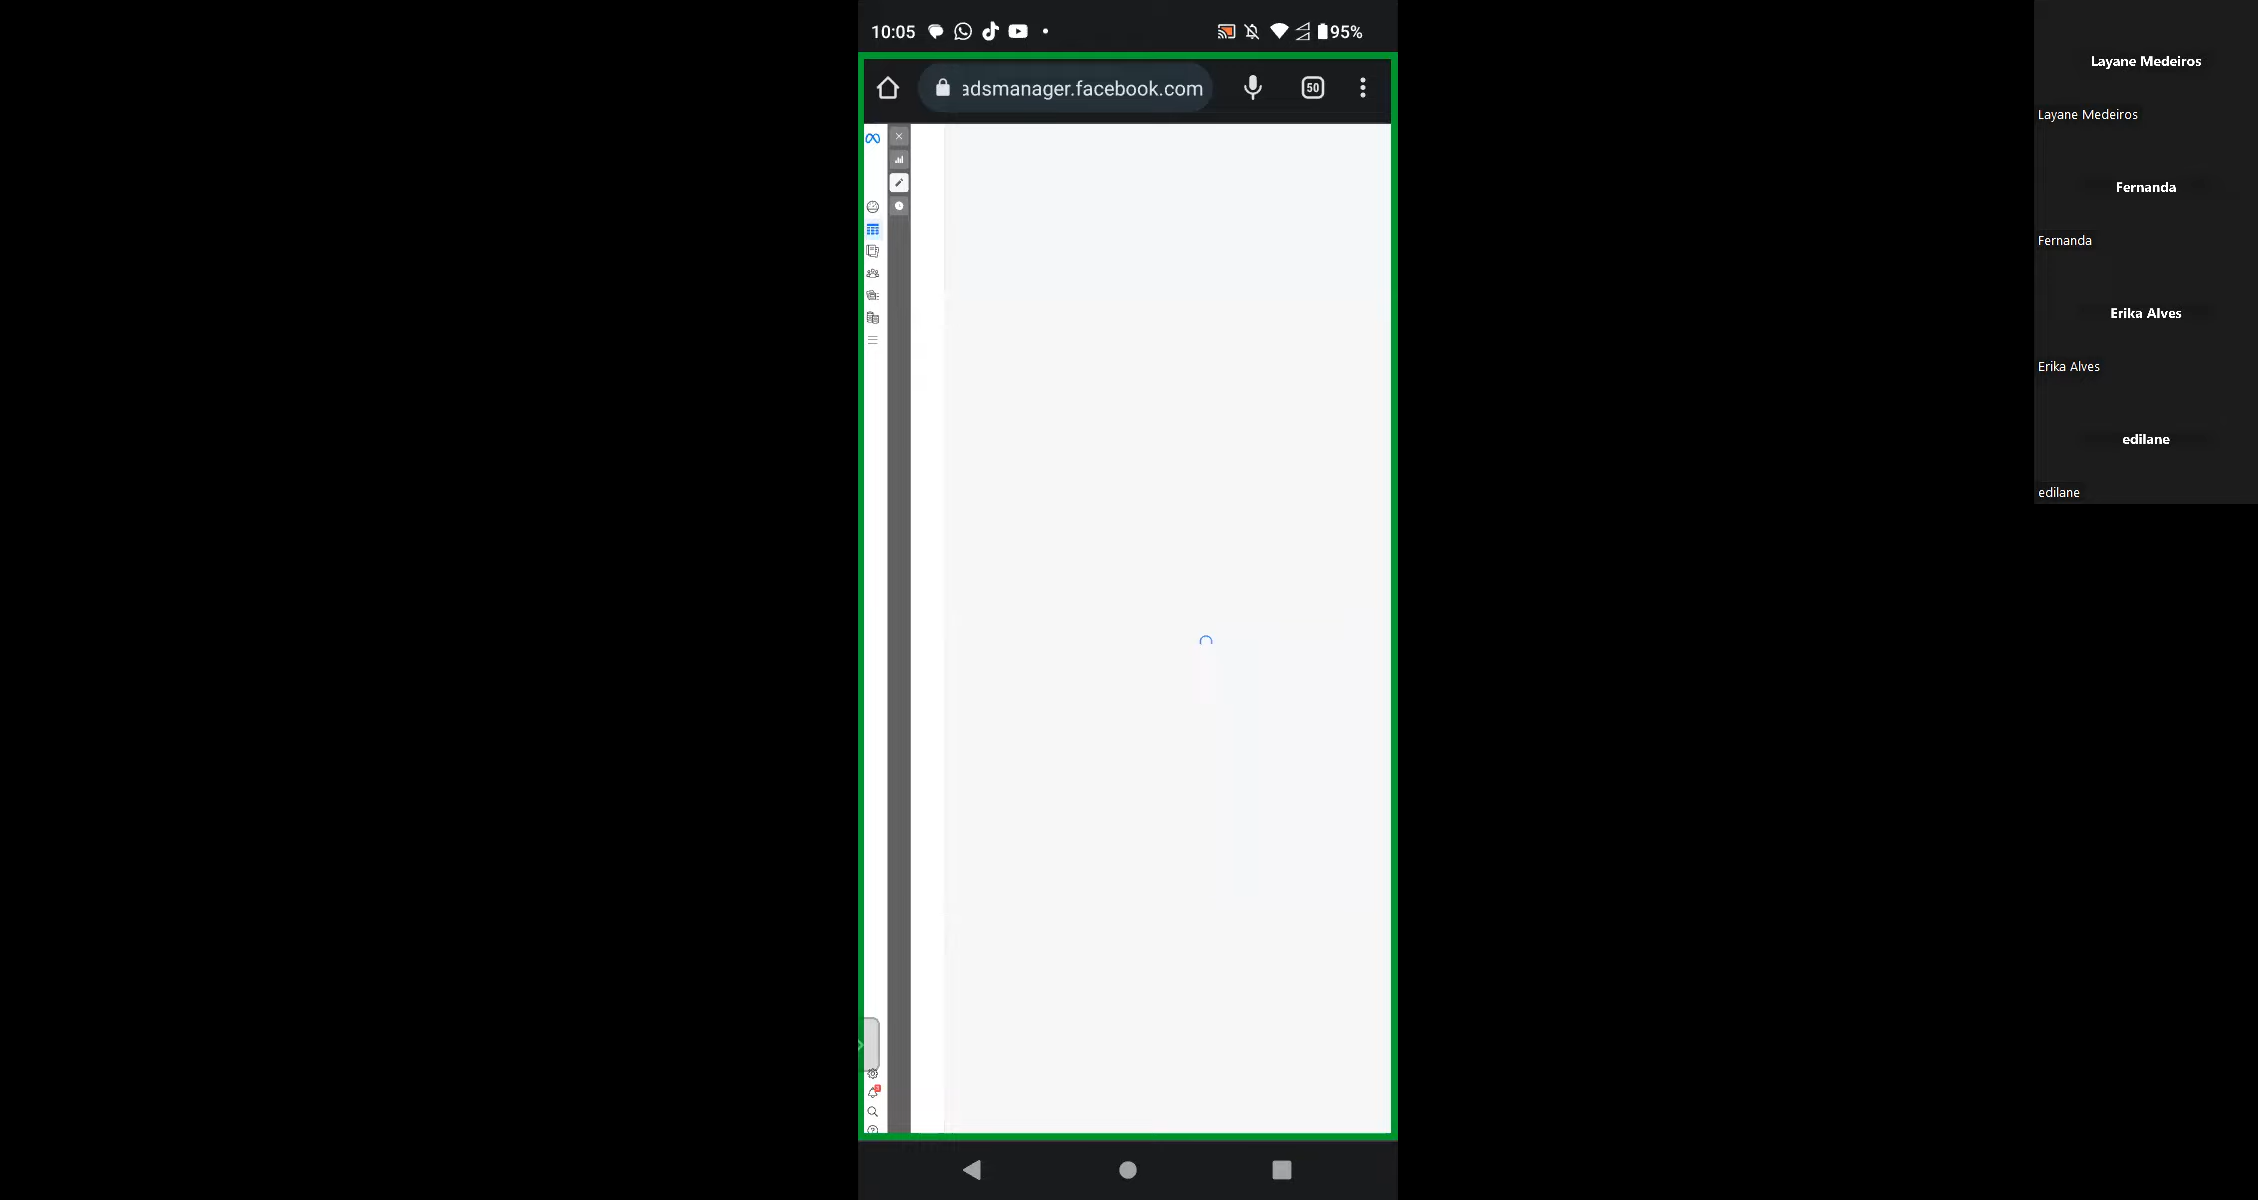 10:05
95%
adsmanager.facebook.com
50
Layane Medeiros
Layane Medeiros
Fernanda
Fernanda
Erika Alves
Erika Alves
edilane
edilane